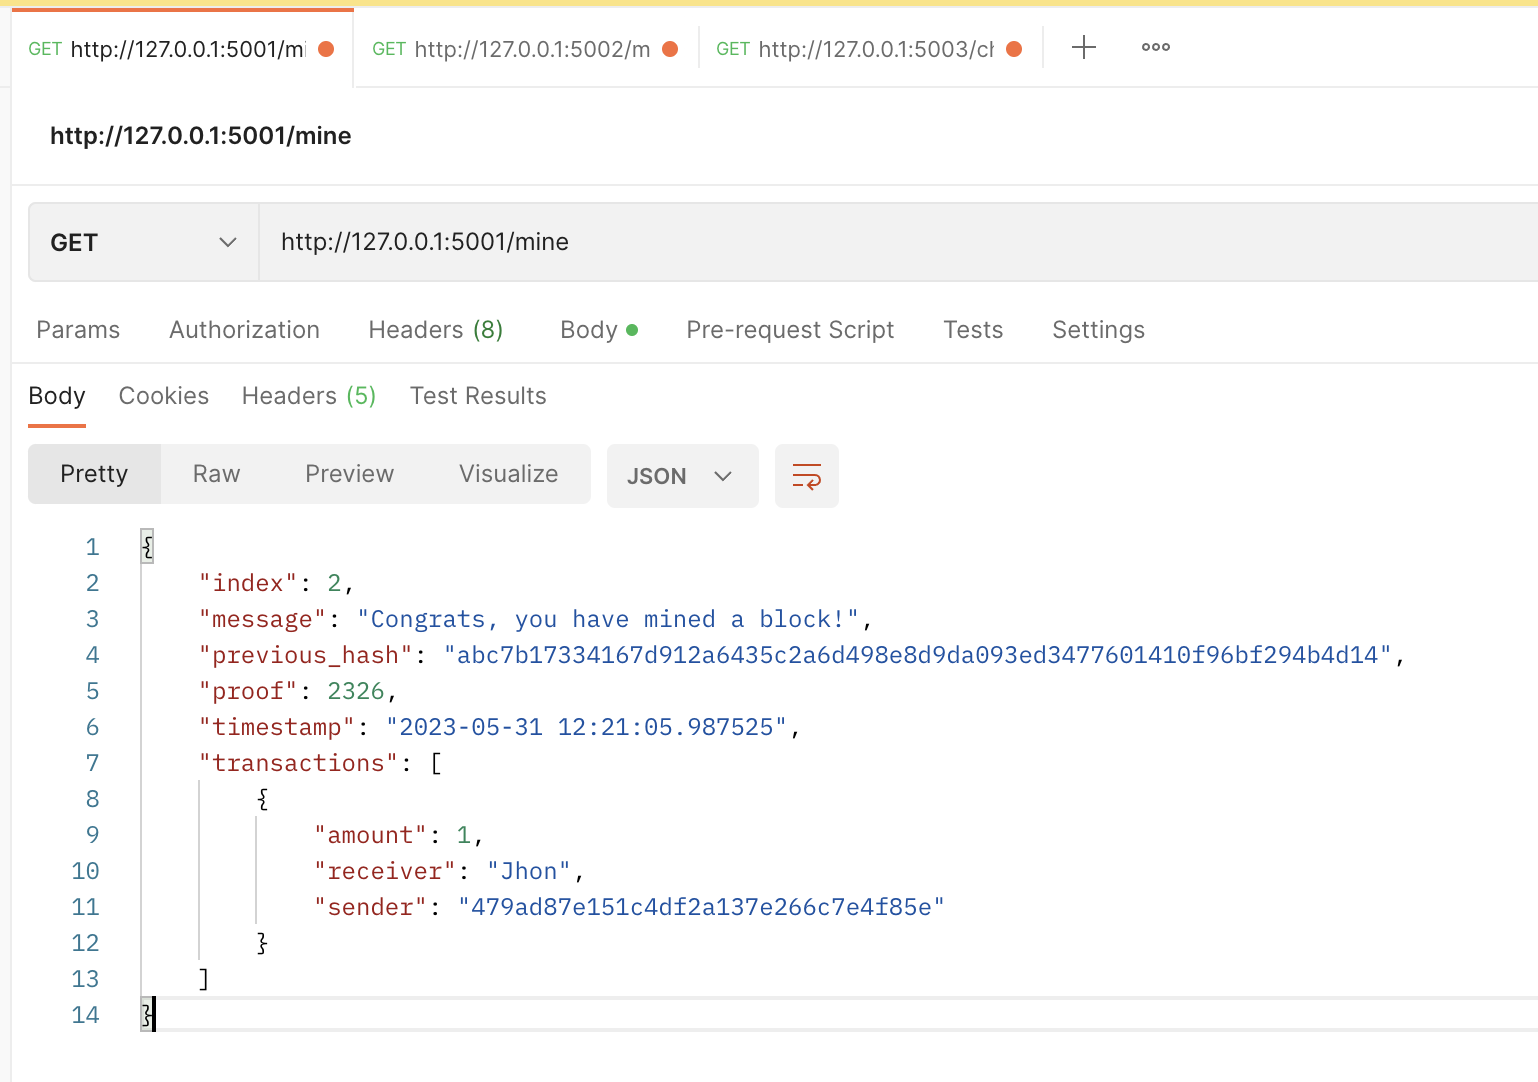 GET http://127.0.0.1:5001/mi GET http://127.0.0.1:5002/m GET http://127.0.0.1:5003/ch
http://127.0.0.1:5001/mine
GET http://127.0.0.1:5001/mine
Params Authorization Headers (8) Body Pre-request Script Tests Settings
Body Cookies Headers (5) Test Results
Pretty Raw Preview Visualize JSON
1 {
2 "index": 2,
3 "message": "Congrats, you have mined a block!",
4 "previous_hash": "abc7b17334167d912a6435c2a6d498e8d9da093ed3477601410f96bf294b4d14",
5 "proof": 2326,
6 "timestamp": "2023-05-31 12:21:05.987525",
7 "transactions": [
8 {
9 "amount": 1,
10 "receiver": "Jhon",
11 "sender": "479ad87e151c4df2a137e266c7e4f85e"
12 }
13 ]
14 }